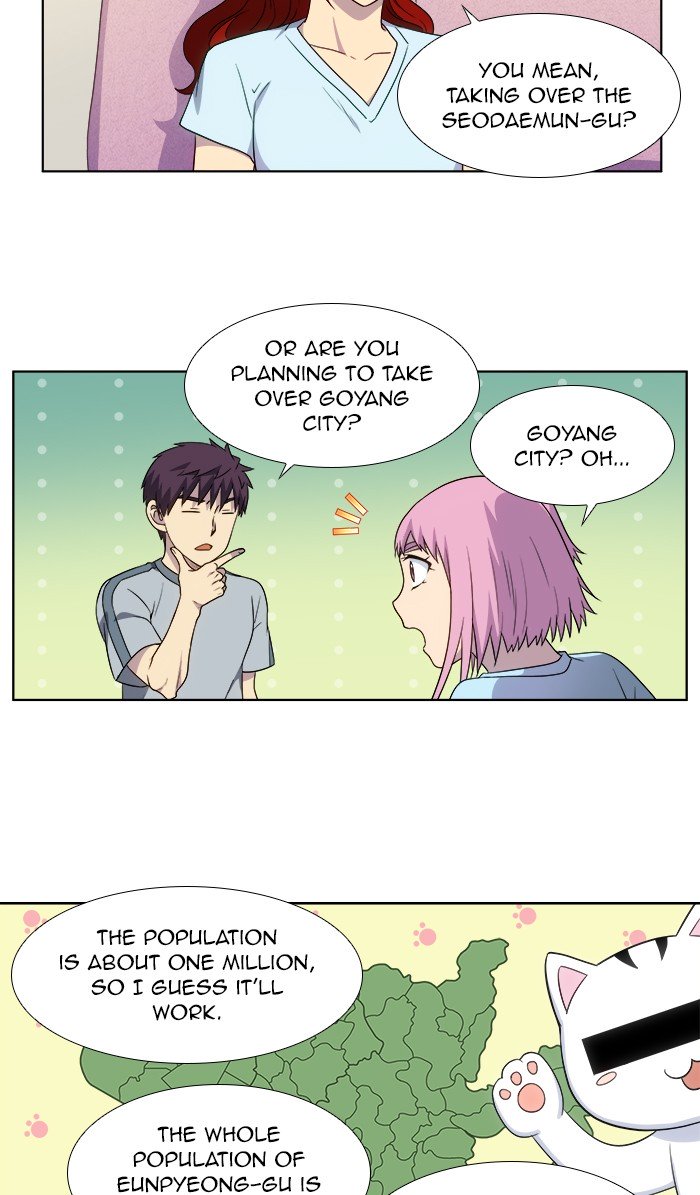 YOU MEAN,
TAKING OVER THE
SEODAEMUN-GU?
OR ARE YOU
PLANNING TO TAKE
OVER GOYANG
CITY?
GOYANG
CITY? OH...
THE POPULATION
IS ABOUT ONE MILLION,
SO I GUESS IT'LL
WORK.
THE WHOLE
POPULATION OF
EUNPYEONG-GU IS